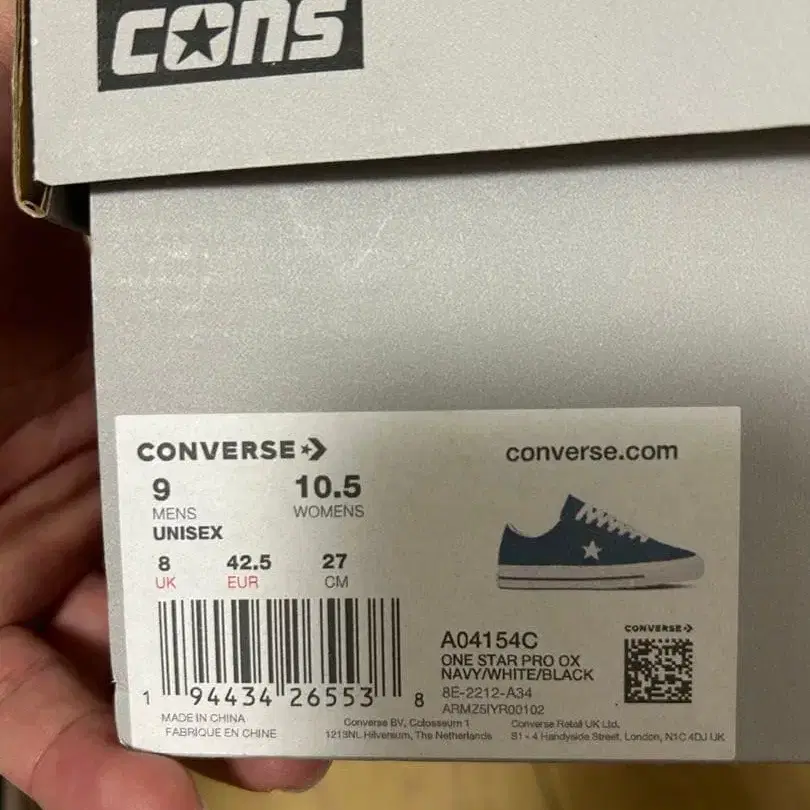 CONS
CONVERSE
converse.com
9 10.5
MENS WOMENS
UNISEX
8 42.5 27
UK EUR CM
A04154C
ONE STAR PRO OX
NAVY/WHITE/BLACK
8E-2212-A34
ARMZ5IYR00102
CONVERSE
1 94434 26553 8
MADE IN CHINA
FABRIQUE EN CHINE
Converse BV, Colosseum 1
1213NL Hilversum, The Netherlands
Converse Retail UK Ltd.
S1 - 4 Handyside Street, London, N1C 4DJ UK